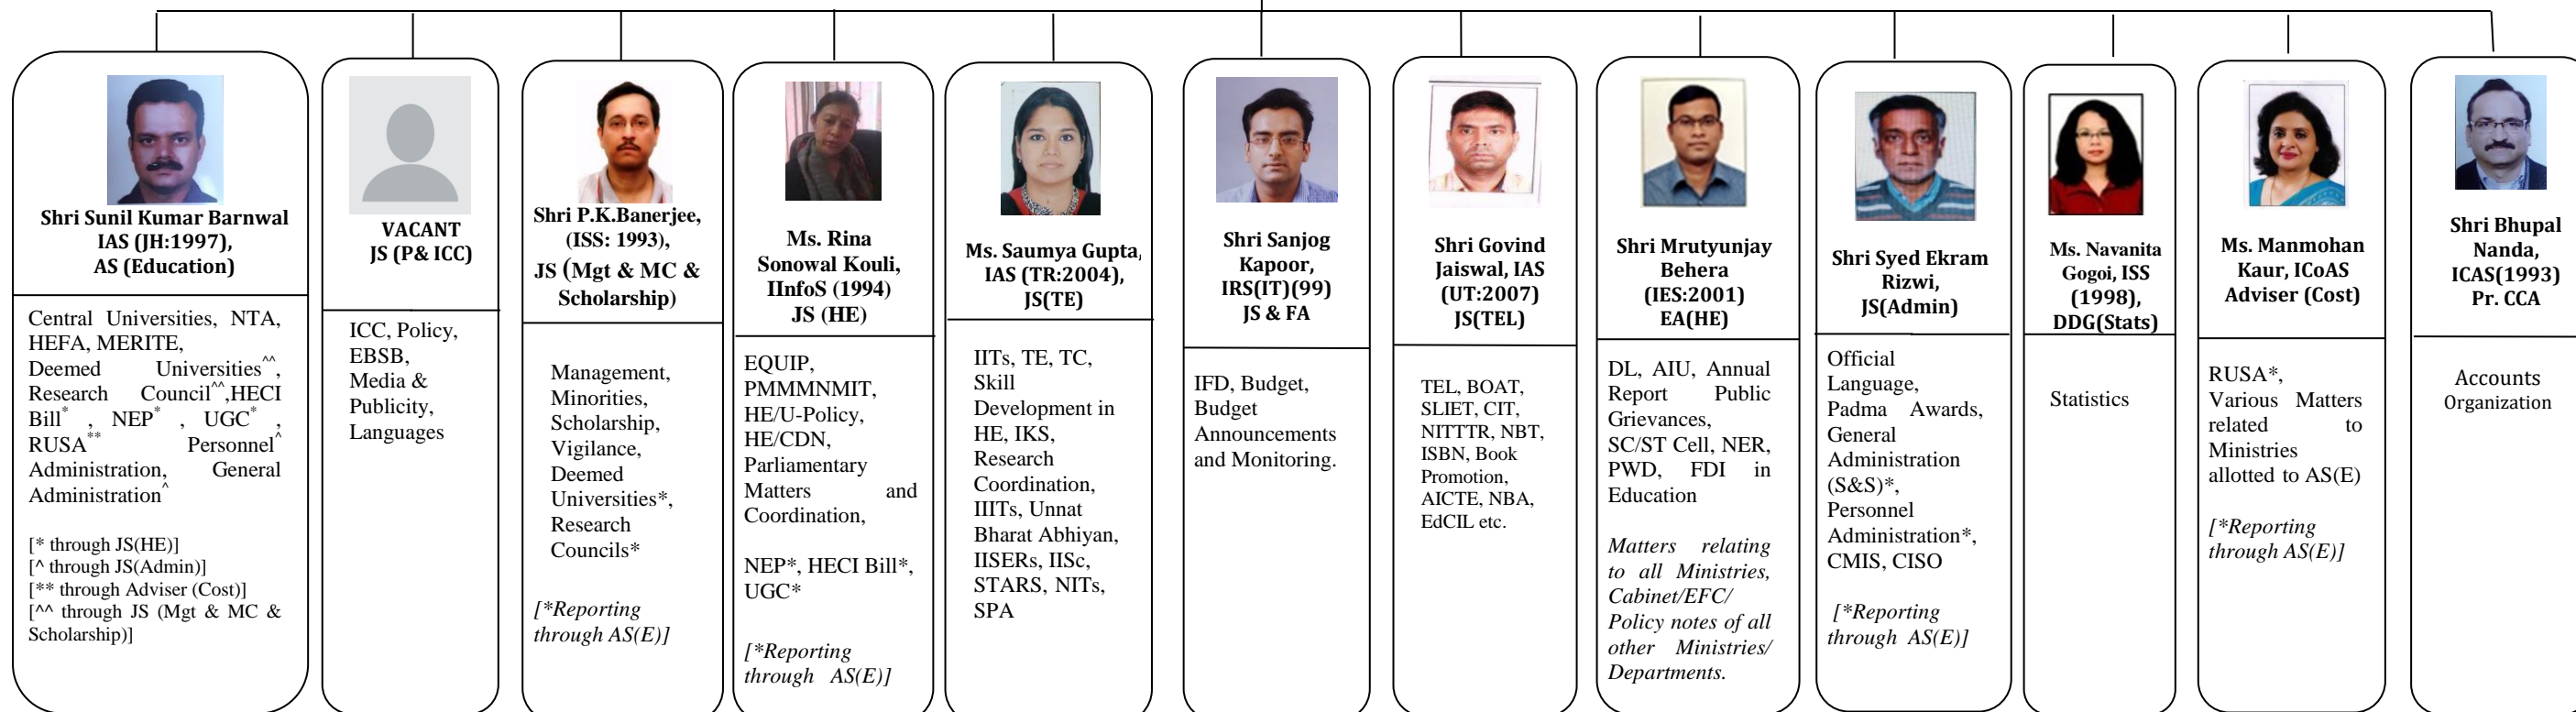 Shri Sunil Kumar Barnwal
IAS (JH:1997),
AS (Education)
Central Universities, NTA,
HEFA, MERITE,
Deemed Universities^^,
Research Council^^,HECI
Bill* , NEP* , UGC* ,
RUSA** Personnel^
Administration, General
Administration^
[* through JS(HE)]
[^ through JS(Admin)]
[** through Adviser (Cost)]
[^^ through JS (Mgt & MC &
Scholarship)]
VACANT
JS (P& ICC)
ICC, Policy,
EBSB,
Media &
Publicity,
Languages
Shri P.K.Banerjee,
(ISS: 1993),
JS (Mgt & MC &
Scholarship)
Management,
Minorities,
Scholarship,
Vigilance,
Deemed
Universities*,
Research
Councils*
[*Reporting
through AS(E)]
Ms. Rina
Sonowal Kouli,
IInfoS (1994)
JS (HE)
EQUIP,
PMMMNMIT,
HE/U-Policy,
HE/CDN,
Parliamentary
Matters and
Coordination,
NEP*, HECI Bill*,
UGC*
[*Reporting
through AS(E)]
Ms. Saumya Gupta,
IAS (TR:2004),
JS(TE)
IITs, TE, TC,
Skill
Development in
HE, IKS,
Research
Coordination,
IIITs, Unnat
Bharat Abhiyan,
IISERs, IISc,
STARS, NITs,
SPA
Shri Sanjog
Kapoor,
IRS(IT)(99)
JS & FA
IFD, Budget,
Budget
Announcements
and Monitoring.
Shri Govind
Jaiswal, IAS
(UT:2007)
JS(TEL)
TEL, BOAT,
SLIET, CIT,
NITTTR, NBT,
ISBN, Book
Promotion,
AICTE, NBA,
EdCIL etc.
Shri Mrutyunjay
Behera
(IES:2001)
EA(HE)
DL, AIU, Annual
Report Public
Grievances,
SC/ST Cell, NER,
PWD, FDI in
Education
Matters relating
to all Ministries,
Cabinet/EFC/
Policy notes of all
other Ministries/
Departments.
Shri Syed Ekram
Rizwi,
JS(Admin)
Official
Language,
Padma Awards,
General
Administration
(S&S)*,
Personnel
Administration*,
CMIS, CISO
[*Reporting
through AS(E)]
Ms. Navanita
Gogoi, ISS
(1998),
DDG(Stats)
Statistics
Ms. Manmohan
Kaur, ICoAS
Adviser (Cost)
RUSA*,
Various Matters
related to
Ministries
allotted to AS(E)
[*Reporting
through AS(E)]
Shri Bhupal
Nanda,
ICAS(1993)
Pr. CCA
Accounts
Organization